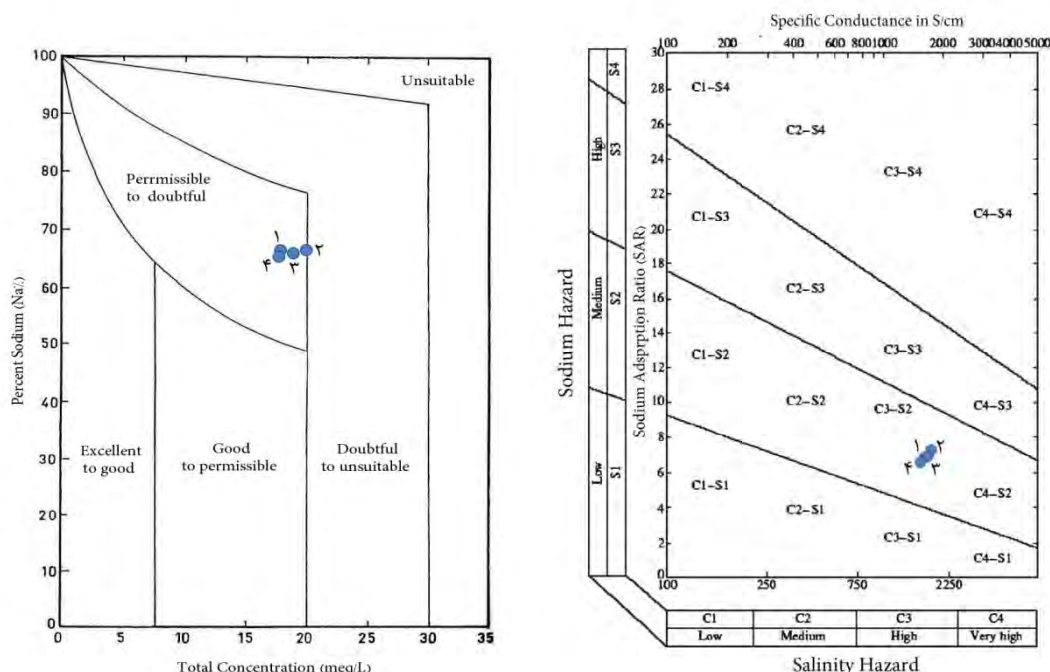 100
90
80
70
60
50
40
30
20
10
0
Percent Sodium (Na٪)
Unsuitable
Perrmissible
to doubtful
١
٢
٣
۴
Excellent
to good
Good
to permissible
Doubtful
to unsuitable
0
5
10
15
20
25
30
35
Total Concentration (meq/L)
Specific Conductance in S/cm
100
200
400
600
800
1000
2000
3000
4000
5000
Sodium Hazard
S4
High
S3
Medium
S2
Low
S1
Sodium Adsprption Ratio (SAR)
30
28
26
24
22
20
18
16
14
12
10
8
6
4
2
0
C1–S4
C2–S4
C3–S4
C4–S4
C1–S3
C2–S3
C3–S3
C4–S3
C1–S2
C2–S2
C3–S2
C4–S2
١
٢
٣
۴
C1–S1
C2–S1
C3–S1
C4–S1
100
250
750
2250
C1 C2 C3 C4
Low Medium High Very high
Salinity Hazard